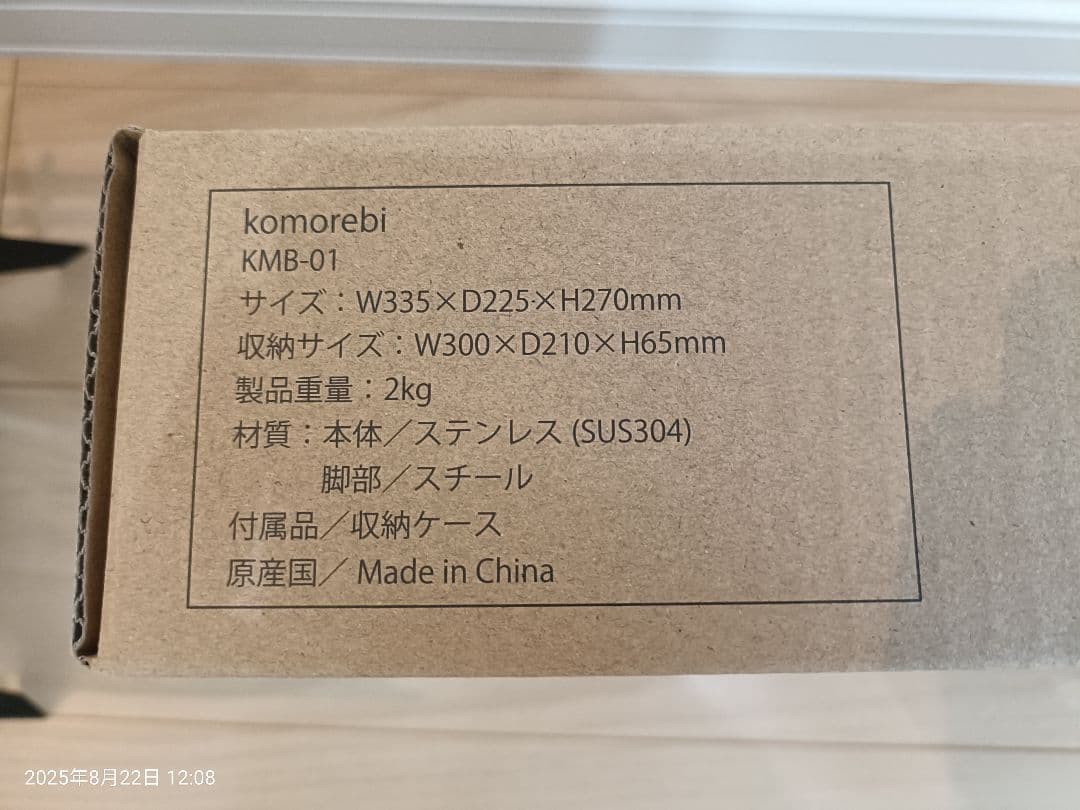 komorebi
KMB-01
サイズ：W335×D225×H270mm
収納サイズ：W300×D210×H65mm
製品重量：2kg
材質：本体／ステンレス (SUS304)
脚部／スチール
付属品／収納ケース
原産国／ Made in China
2025年8月22日 12:08